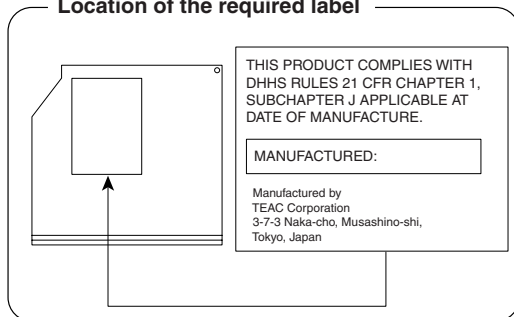 Location of the required label
THIS PRODUCT COMPLIES WITH
DHHS RULES 21 CFR CHAPTER 1,
SUBCHAPTER J APPLICABLE AT
DATE OF MANUFACTURE.
MANUFACTURED:
Manufactured by
TEAC Corporation
3-7-3 Naka-cho, Musashino-shi,
Tokyo, Japan